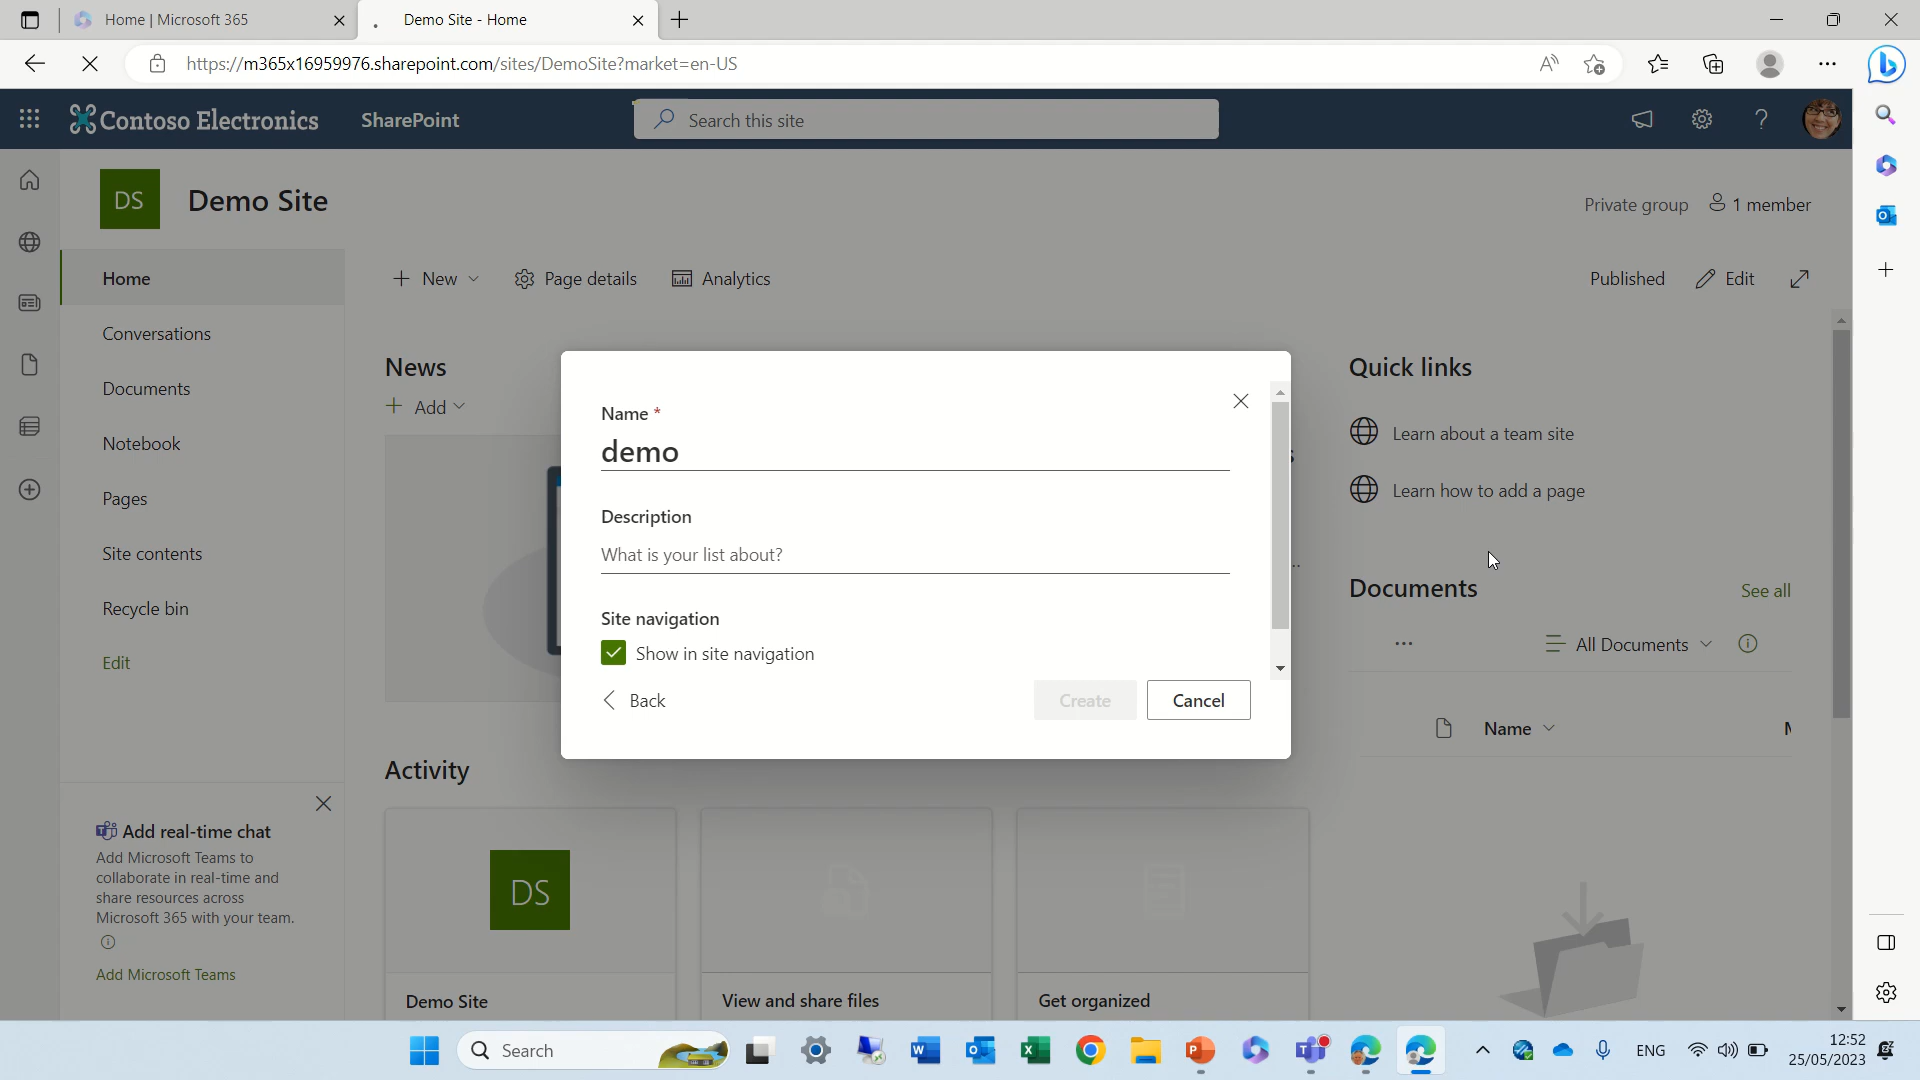 Home | Microsoft 365
Demo Site - Home
https://m365x16959976.sharepoint.com/sites/DemoSite?market=en-US
Contoso Electronics
SharePoint
Search this site
DS
Demo Site
Private group
1 member
Home
Conversations
Documents
Notebook
Pages
Site contents
Recycle bin
Edit
New
Page details
Analytics
Published
Edit
News
Add
Name *
demo
Description
What is your list about?
Site navigation
Show in site navigation
Back
Create
Cancel
Quick links
Learn about a team site
Learn how to add a page
Documents
See all
All Documents
Name
Activity
DS
Demo Site
View and share files
Get organized
Add real-time chat
Add Microsoft Teams to
collaborate in real-time and
share resources across
Microsoft 365 with your team.
Add Microsoft Teams
Search
ENG
12:52
25/05/2023